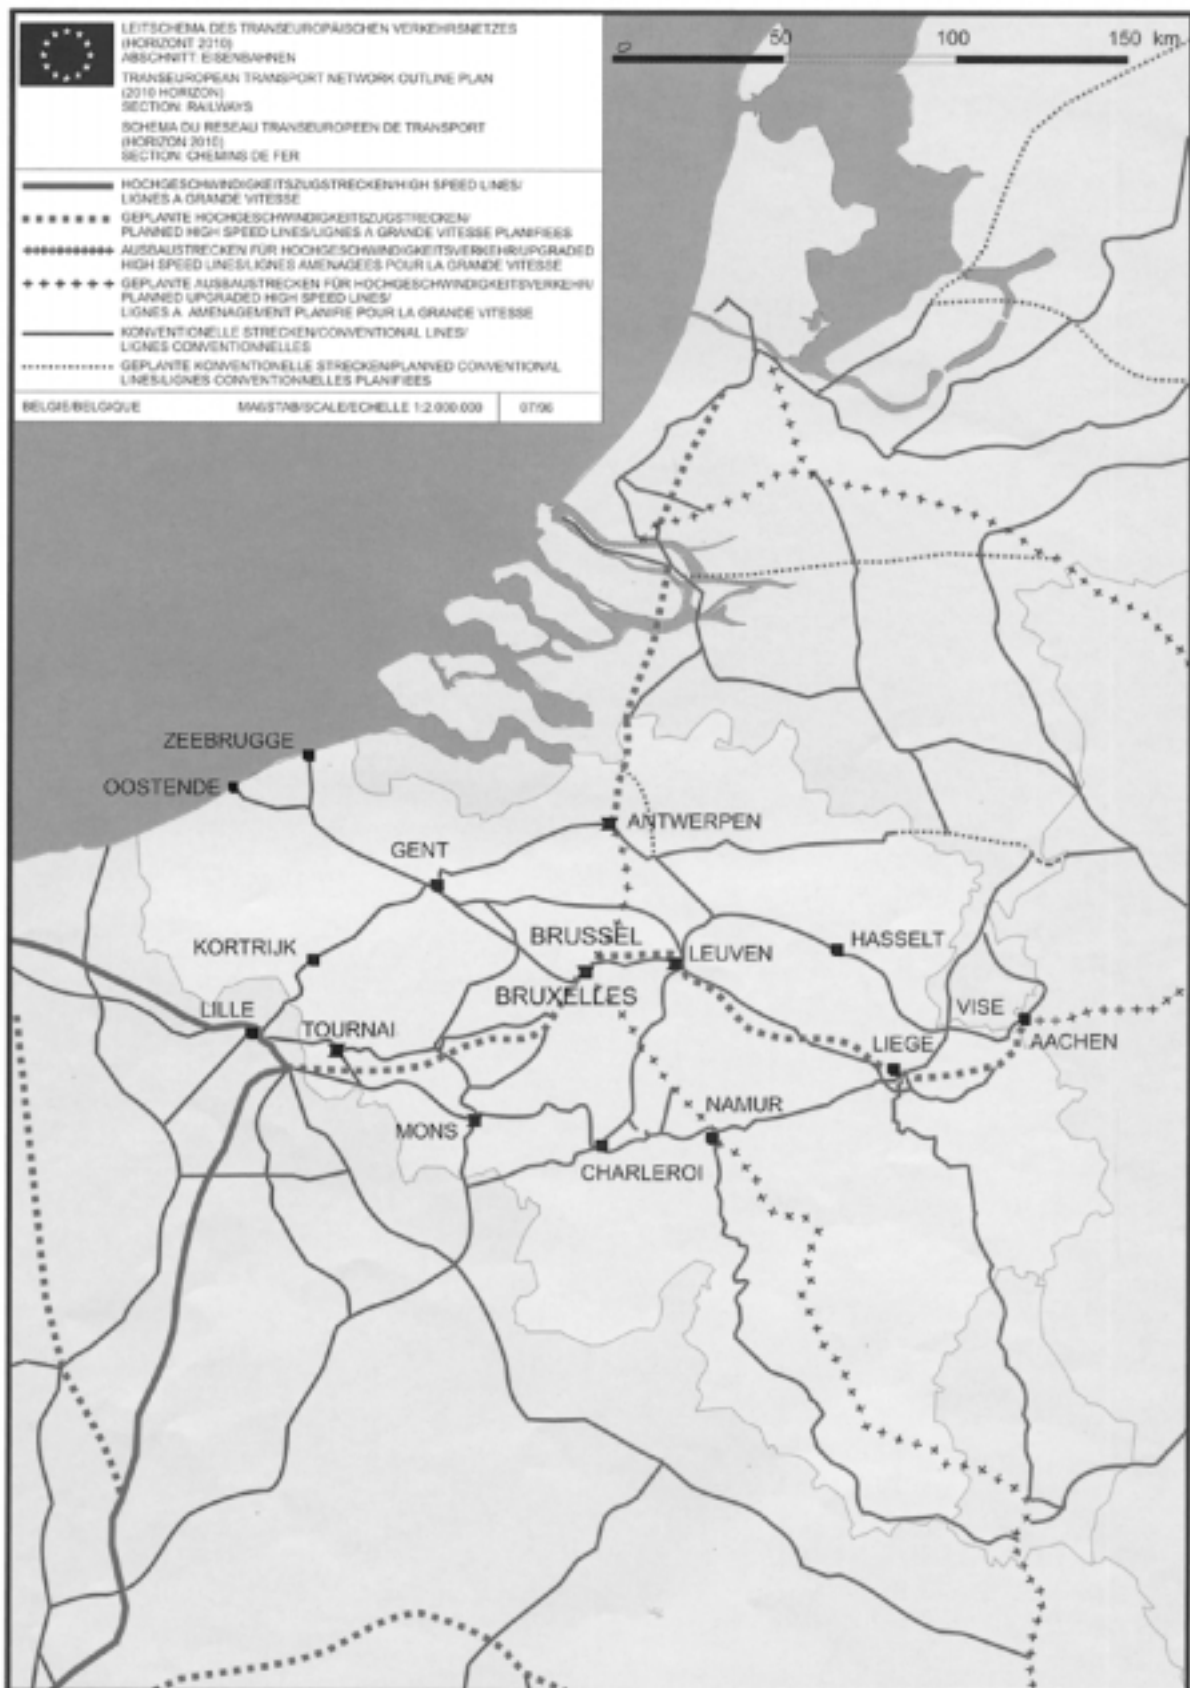 LEITSCHEMA DES TRANSEUROPÄISCHEN VERKEHRSNETZES
(HORIZONT 2010)
ABSCHNITT: EISENBAHNEN
TRANSEUROPEAN TRANSPORT NETWORK OUTLINE PLAN
(2010 HORIZON)
SECTION: RAILWAYS
SCHEMA DU RESEAU TRANSEUROPEEN DE TRANSPORT
(HORIZON 2010)
SECTION: CHEMINS DE FER
HOCHGESCHWINDIGKEITSZUGSTRECKEN/HIGH SPEED LINES/
LIGNES A GRANDE VITESSE
GEPLANTE HOCHGESCHWINDIGKEITSZUGSTRECKEN/
PLANNED HIGH SPEED LINES/LIGNES A GRANDE VITESSE PLANIFIEES
AUSBAUSTRECKEN FÜR HOCHGESCHWINDIGKEITSVERKEHR/UPGRADED
HIGH SPEED LINES/LIGNES AMENAGEES POUR LA GRANDE VITESSE
GEPLANTE AUSBAUSTRECKEN FÜR HOCHGESCHWINDIGKEITSVERKEHR/
PLANNED UPGRADED HIGH SPEED LINES/
LIGNES A AMENAGEMENT PLANIFIE POUR LA GRANDE VITESSE
KONVENTIONELLE STRECKEN/CONVENTIONAL LINES/
LIGNES CONVENTIONNELLES
GEPLANTE KONVENTIONELLE STRECKEN/PLANNED CONVENTIONAL
LINES/LIGNES CONVENTIONNELLES PLANIFIEES
BELGIE/BELGIQUE MAßSTAB/SCALE/ECHELLE 1:2.000.000 07/96
0 50 100 150 km
ZEEBRUGGE
OOSTENDE
ANTWERPEN
GENT
BRUSSEL
KORTRIJK
HASSELT
LEUVEN
BRUXELLES
LILLE
VISE
TOURNAI
AACHEN
LIEGE
NAMUR
MONS
CHARLEROI